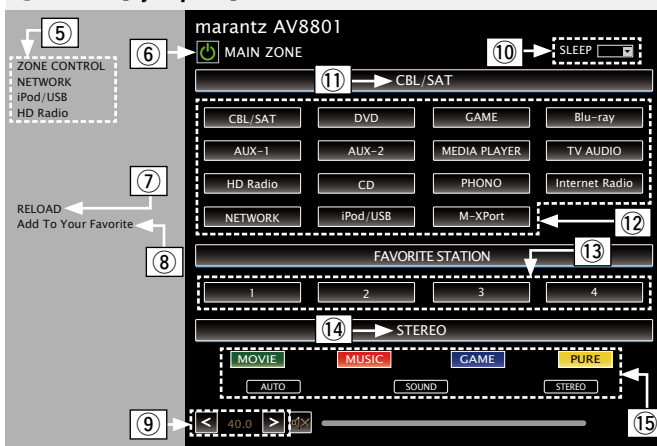 marantz AV8801
⑤
⑥ MAIN ZONE
⑩ SLEEP
ZONE CONTROL
NETWORK
iPod/USB
HD Radio
⑪ CBL/SAT
CBL/SAT DVD GAME Blu-ray
AUX-1 AUX-2 MEDIA PLAYER TV AUDIO
HD Radio CD PHONO Internet Radio
NETWORK iPod/USB M-XPort
⑫
⑦
RELOAD
Add To Your Favorite
⑧
FAVORITE STATION ⑬
1 2 3 4
⑭ STEREO
MOVIE MUSIC GAME PURE
AUTO SOUND STEREO
⑮
⑨ < 40.0 >